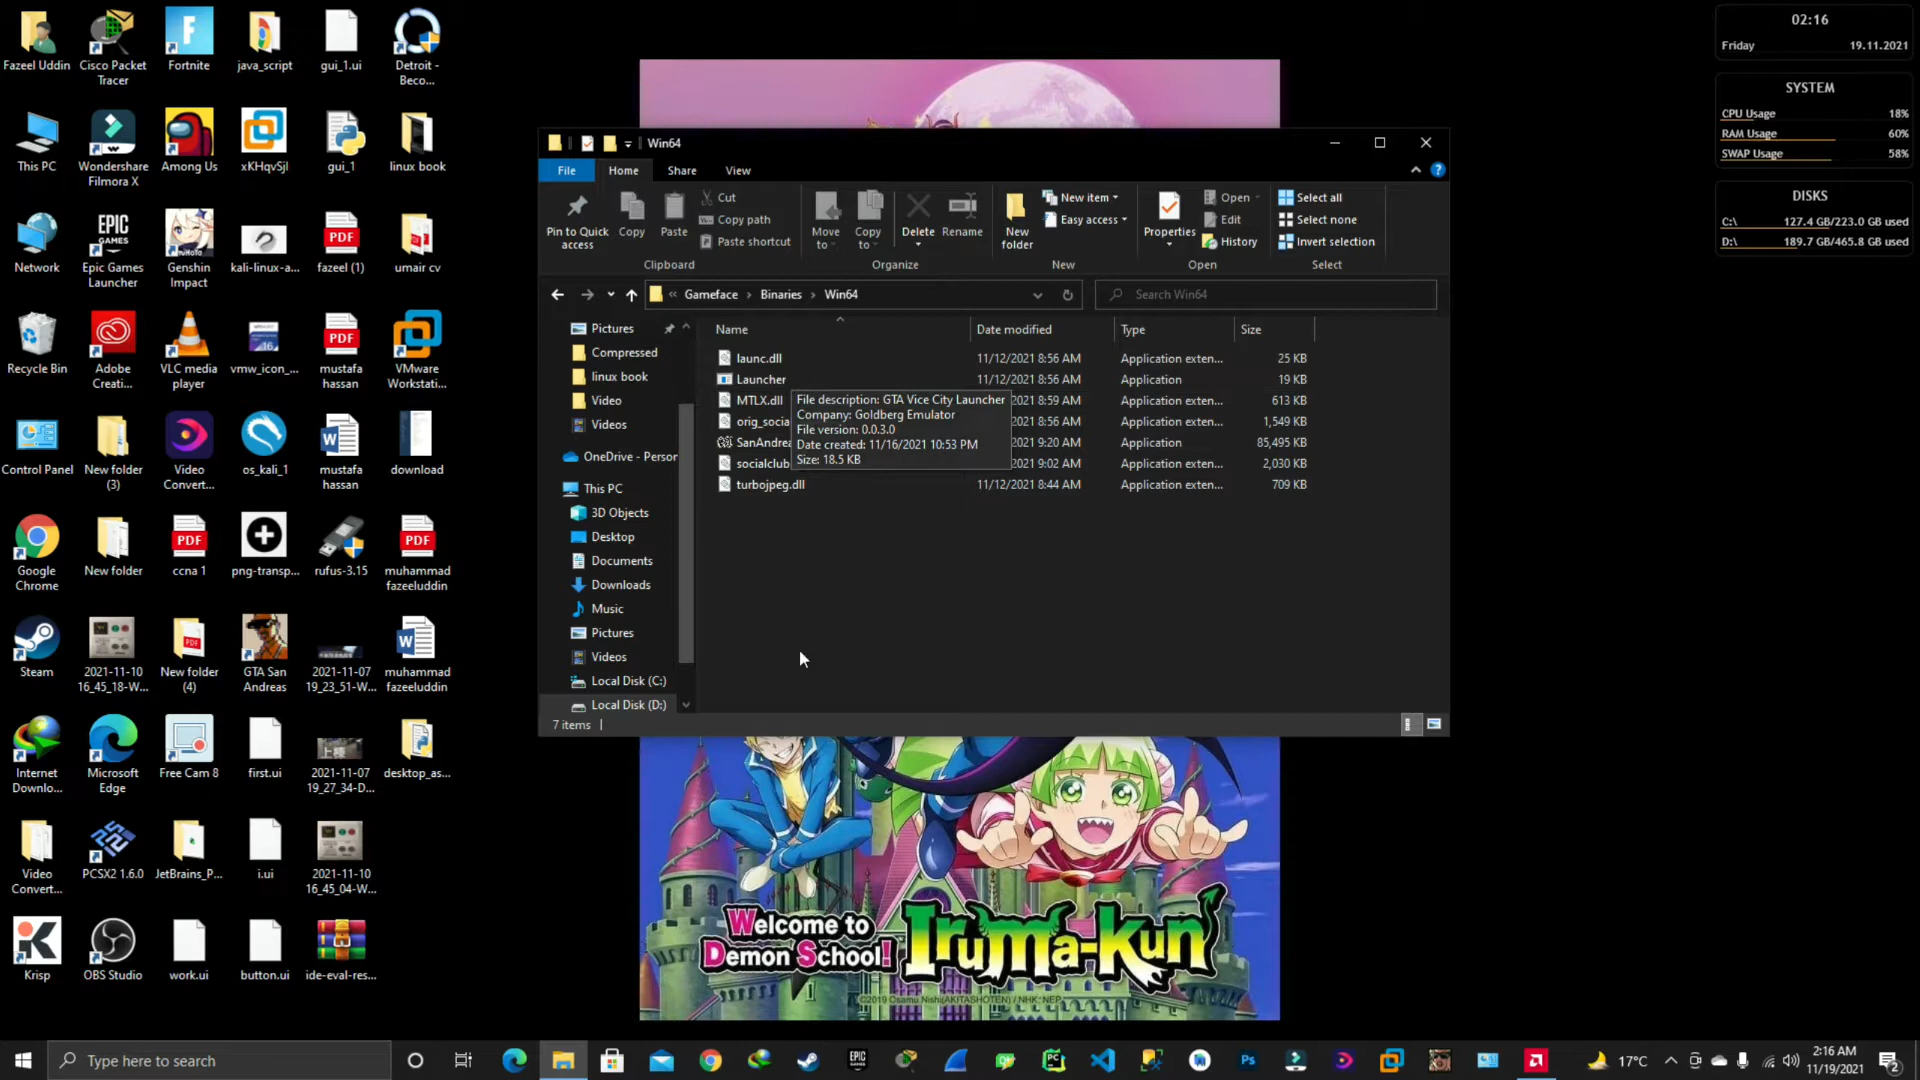 Fazeel Uddin
Cisco Packet
Tracer
Fortnite
java_script
gui_1.ui
Detroit -
Beco...
This PC
Wondershare
Filmora X
Among Us
xKHqvSjI
gui_1
linux book
Network
Epic Games
Launcher
Genshin
Impact
kali-linux-a...
fazeel (1)
umair cv
Recycle Bin
Adobe
Creati...
VLC media
player
vmw_icon_...
mustafa
hassan
VMware
Workstati...
Control Panel
New folder
(3)
Video
Convert...
os_kali_1
mustafa
hassan
download
Google
Chrome
New folder
ccna 1
png-transp...
rufus-3.15
muhammad
fazeeluddin
Steam
2021-11-10
16_45_18-W...
New folder
(4)
GTA San
Andreas
2021-11-07
19_23_51-W...
muhammad
fazeeluddin
Internet
Downlo...
Microsoft
Edge
Free Cam 8
first.ui
2021-11-07
19_27_34-D...
desktop_as...
Video
Convert...
PCSX2 1.6.0
JetBrains_P...
i.ui
2021-11-10
16_45_04-W...
Krisp
OBS Studio
work.ui
button.ui
ide-eval-res...
Win64
File Home Share View
Pin to Quick
access
Copy
Paste
Cut
Copy path
Paste shortcut
Clipboard
Move
to
Copy
to
Delete
Rename
Organize
New
folder
New item
Easy access
New
Properties
Open
Edit
History
Open
Select all
Select none
Invert selection
Select
« Gameface > Binaries > Win64
Search Win64
Pictures
Compressed
linux book
Video
Videos
OneDrive - Person
This PC
3D Objects
Desktop
Documents
Downloads
Music
Pictures
Videos
Local Disk (C:)
Local Disk (D:)
Name Date modified Type Size
launc.dll 11/12/2021 8:56 AM Application exten... 25 KB
Launcher 11/12/2021 8:56 AM Application 19 KB
MTLX.dll 2021 8:59 AM Application exten... 613 KB
orig_socia 2021 8:56 AM Application exten... 1,549 KB
SanAndrea 2021 9:20 AM Application 85,495 KB
socialclub 2021 9:02 AM Application exten... 2,030 KB
turbojpeg.dll 11/12/2021 8:44 AM Application exten... 709 KB
File description: GTA Vice City Launcher
Company: Goldberg Emulator
File version: 0.0.3.0
Date created: 11/16/2021 10:53 PM
Size: 18.5 KB
7 items
Welcome to
Demon School!
Iruma-kun
©2019 Osamu Nishi(AKITASHOTEN) / NHK, NEP
02:16
Friday 19.11.2021
SYSTEM
CPU Usage 18%
RAM Usage 60%
SWAP Usage 58%
DISKS
C:\ 127.4 GB/223.0 GB used
D:\ 189.7 GB/465.8 GB used
Type here to search
17°C
2:16 AM
11/19/2021
2